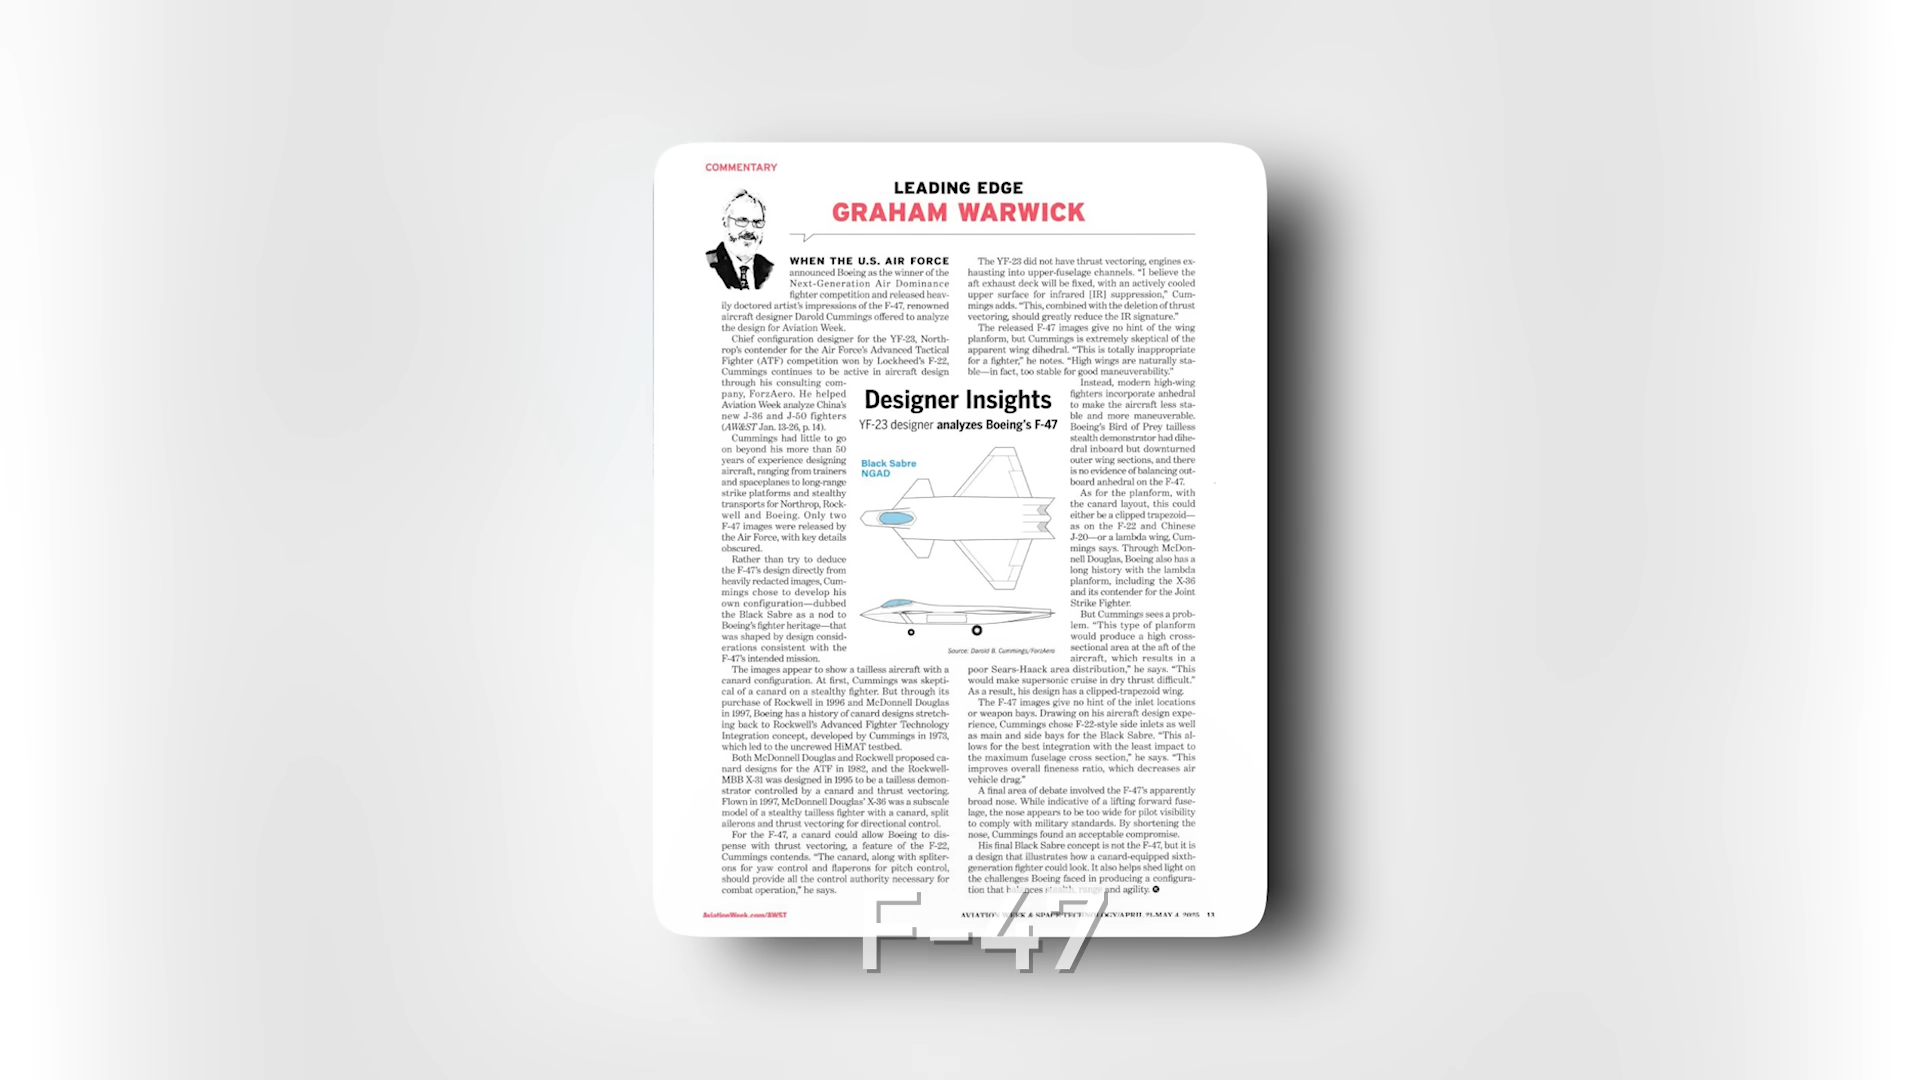 COMMENTARY
LEADING EDGE
GRAHAM WARWICK
WHEN THE U.S. AIR FORCE
announced Boeing as the winner of the
Next-Generation Air Dominance
fighter competition and released heav-
ily doctored artist's impressions of the F-47, renowned
aircraft designer Darold Cummings offered to analyze
the design for Aviation Week.
Chief configuration designer for the YF-23, North-
rop's contender for the Air Force's Advanced Tactical
Fighter (ATF) competition won by Lockheed's F-22,
Cummings continues to be active in aircraft design
through his consulting com-
pany, ForzAero. He helped
Aviation Week analyze China's
new J-36 and J-50 fighters
(AW&ST Jan. 13-26, p. 14).
Cummings had little to go
on beyond his more than 50
years of experience designing
aircraft, ranging from trainers
and spaceplanes to long-range
strike platforms and stealthy
transports for Northrop, Rock-
well and Boeing. Only two
F-47 images were released by
the Air Force, with key details
obscured.
Rather than try to deduce
the F-47's design directly from
heavily redacted images, Cum-
mings chose to develop his
own configuration—dubbed
the Black Sabre as a nod to
Boeing's fighter heritage—that
was shaped by design consid-
erations consistent with the
F-47's intended mission.
The images appear to show a tailless aircraft with a
canard configuration. At first, Cummings was skepti-
cal of a canard on a stealthy fighter. But through its
purchase of Rockwell in 1996 and McDonnell Douglas
in 1997, Boeing has a history of canard designs stretch-
ing back to Rockwell's Advanced Fighter Technology
Integration concept, developed by Cummings in 1973,
which led to the uncrewed HiMAT testbed.
Both McDonnell Douglas and Rockwell proposed ca-
nard designs for the ATF in 1982, and the Rockwell-
MBB X-31 was designed in 1995 to be a tailless demon-
strator controlled by a canard and thrust vectoring.
Flown in 1997, McDonnell Douglas' X-36 was a subscale
model of a stealthy tailless fighter with a canard, split
ailerons and thrust vectoring for directional control.
For the F-47, a canard could allow Boeing to dis-
pense with thrust vectoring, a feature of the F-22,
Cummings contends. “The canard, along with spliter-
ons for yaw control and flaperons for pitch control,
should provide all the control authority necessary for
combat operation,” he says.
The YF-23 did not have thrust vectoring, engines ex-
hausting into upper-fuselage channels. “I believe the
aft exhaust deck will be fixed, with an actively cooled
upper surface for infrared [IR] suppression,” Cum-
mings adds. “This, combined with the deletion of thrust
vectoring, should greatly reduce the IR signature.”
The released F-47 images give no hint of the wing
planform, but Cummings is extremely skeptical of the
apparent wing dihedral. “This is totally inappropriate
for a fighter,” he notes. “High wings are naturally sta-
ble—in fact, too stable for good maneuverability.”
Instead, modern high-wing
fighters incorporate anhedral
to make the aircraft less sta-
ble and more maneuverable.
Boeing's Bird of Prey tailless
stealth demonstrator had dihe-
dral inboard but downturned
outer wing sections, and there
is no evidence of balancing out-
board anhedral on the F-47.
As for the planform, with
the canard layout, this could
either be a clipped trapezoid—
as on the F-22 and Chinese
J-20—or a lambda wing, Cum-
mings says. Through McDon-
nell Douglas, Boeing also has a
long history with the lambda
planform, including the X-36
and its contender for the Joint
Strike Fighter.
But Cummings sees a prob-
lem. “This type of planform
would produce a high cross-
sectional area at the aft of the
aircraft, which results in a
poor Sears-Haack area distribution,” he says. “This
would make supersonic cruise in dry thrust difficult.”
As a result, his design has a clipped-trapezoid wing.
The F-47 images give no hint of the inlet locations
or weapon bays. Drawing on his aircraft design expe-
rience, Cummings chose F-22-style side inlets as well
as main and side bays for the Black Sabre. “This al-
lows for the best integration with the least impact to
the maximum fuselage cross section,” he says. “This
improves overall fineness ratio, which decreases air
vehicle drag.”
A final area of debate involved the F-47's apparently
broad nose. While indicative of a lifting forward fuse-
lage, the nose appears to be too wide for pilot visibility
to comply with military standards. By shortening the
nose, Cummings found an acceptable compromise.
His final Black Sabre concept is not the F-47, but it is
a design that illustrates how a canard-equipped sixth-
generation fighter could look. It also helps shed light on
the challenges Boeing faced in producing a configura-
tion that balances stealth, range and agility.
Designer Insights
YF-23 designer analyzes Boeing's F-47
Black Sabre
NGAD
Source: Darold B. Cummings/ForzAero
AviationWeek.com/AWST
AVIATION WEEK & SPACE TECHNOLOGY/APRIL 21-MAY 4, 2025 13
F-47